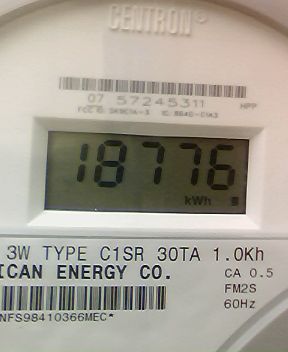 CENTRON®
07 57245311
HPP
18776
kWh
3W TYPE C1SR 30TA 1.0Kh
ICAN ENERGY CO.
CA 0.5
FM2S
60Hz
NFS98410366MEC*